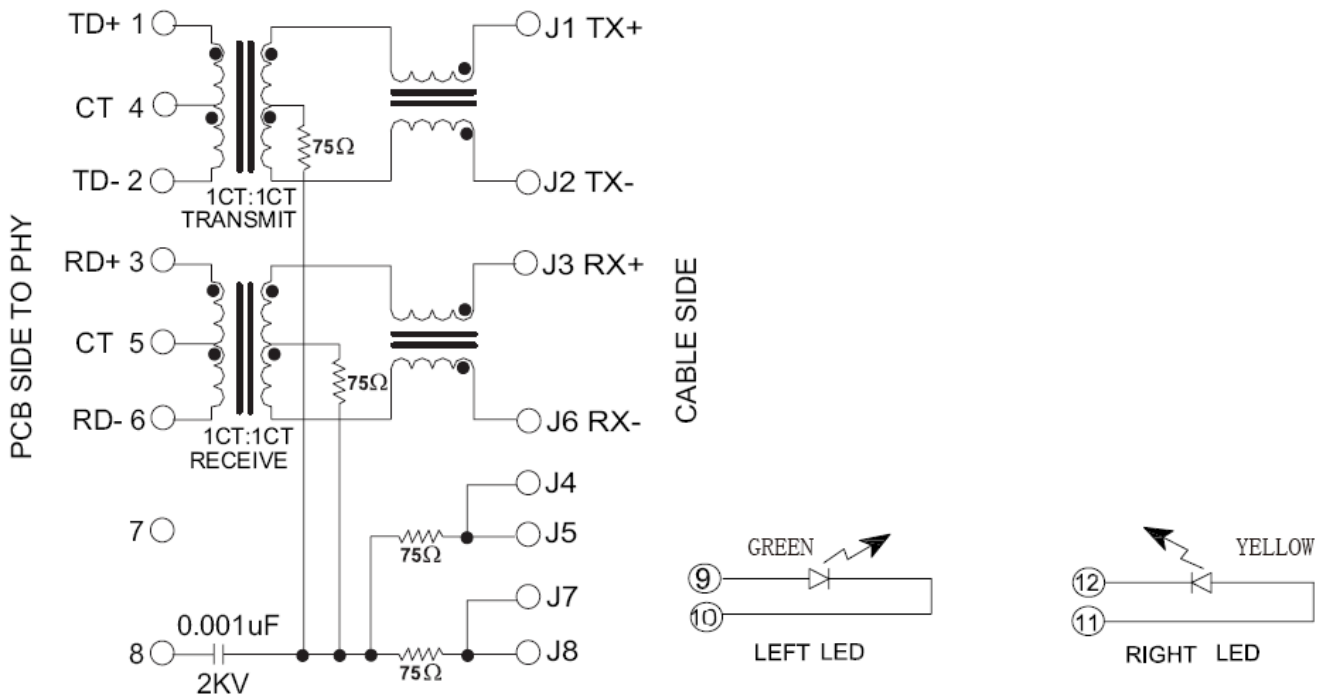 TD+ 1
J1 TX+
CT 4
75Ω
TD- 2
J2 TX-
1CT:1CT
TRANSMIT
PCB SIDE TO PHY
RD+ 3
J3 RX+
CABLE SIDE
CT 5
75Ω
RD- 6
J6 RX-
1CT:1CT
RECEIVE
J4
7
J5
75Ω
J7
0.001uF
8
J8
75Ω
2KV
GREEN
9
10
LEFT LED
YELLOW
12
11
RIGHT LED